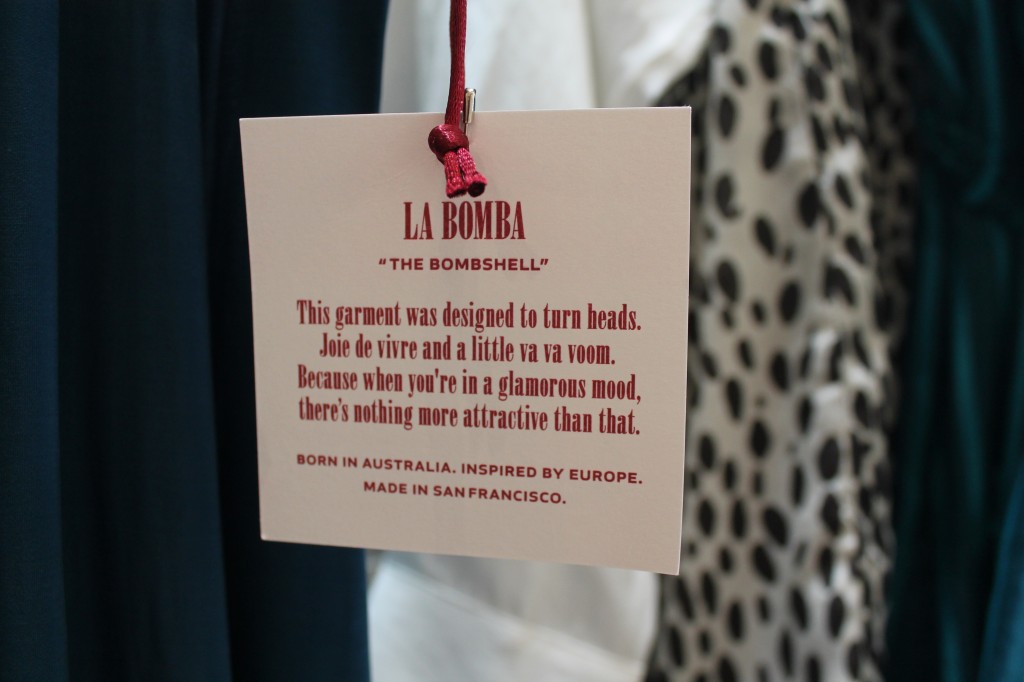 LA BOMBA
“THE BOMBSHELL”
This garment was designed to turn heads.
Joie de vivre and a little va va voom.
Because when you're in a glamorous mood,
there’s nothing more attractive than that.
BORN IN AUSTRALIA. INSPIRED BY EUROPE.
MADE IN SAN FRANCISCO.